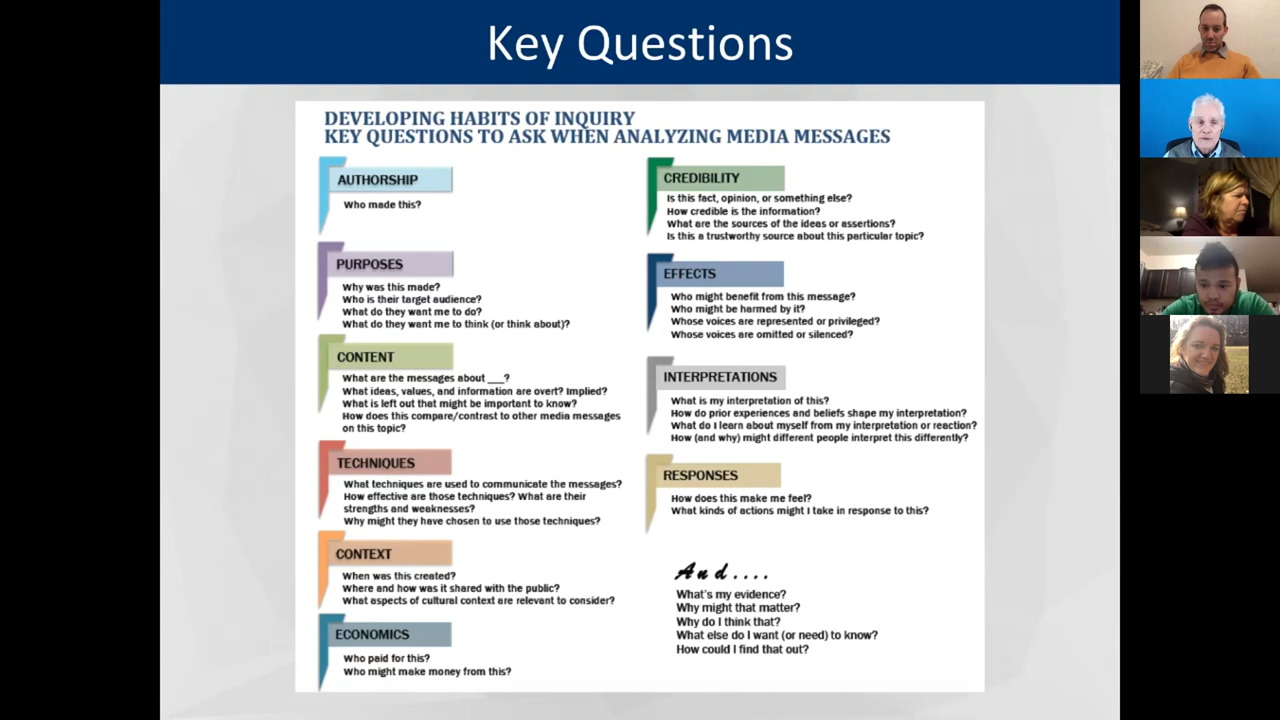 Key Questions
DEVELOPING HABITS OF INQUIRY
KEY QUESTIONS TO ASK WHEN ANALYZING MEDIA MESSAGES
AUTHORSHIP
Who made this?
PURPOSES
Why was this made?
Who is their target audience?
What do they want me to do?
What do they want me to think (or think about)?
CONTENT
What are the messages about ___?
What ideas, values, and information are overt? Implied?
What is left out that might be important to know?
How does this compare/contrast to other media messages
on this topic?
TECHNIQUES
What techniques are used to communicate the messages?
How effective are those techniques? What are their
strengths and weaknesses?
Why might they have chosen to use those techniques?
CONTEXT
When was this created?
Where and how was it shared with the public?
What aspects of cultural context are relevant to consider?
ECONOMICS
Who paid for this?
Who might make money from this?
CREDIBILITY
Is this fact, opinion, or something else?
How credible is the information?
What are the sources of the ideas or assertions?
Is this a trustworthy source about this particular topic?
EFFECTS
Who might benefit from this message?
Who might be harmed by it?
Whose voices are represented or privileged?
Whose voices are omitted or silenced?
INTERPRETATIONS
What is my interpretation of this?
How do prior experiences and beliefs shape my interpretation?
What do I learn about myself from my interpretation or reaction?
How (and why) might different people interpret this differently?
RESPONSES
How does this make me feel?
What kinds of actions might I take in response to this?
And....
What's my evidence?
Why might that matter?
Why do I think that?
What else do I want (or need) to know?
How could I find that out?